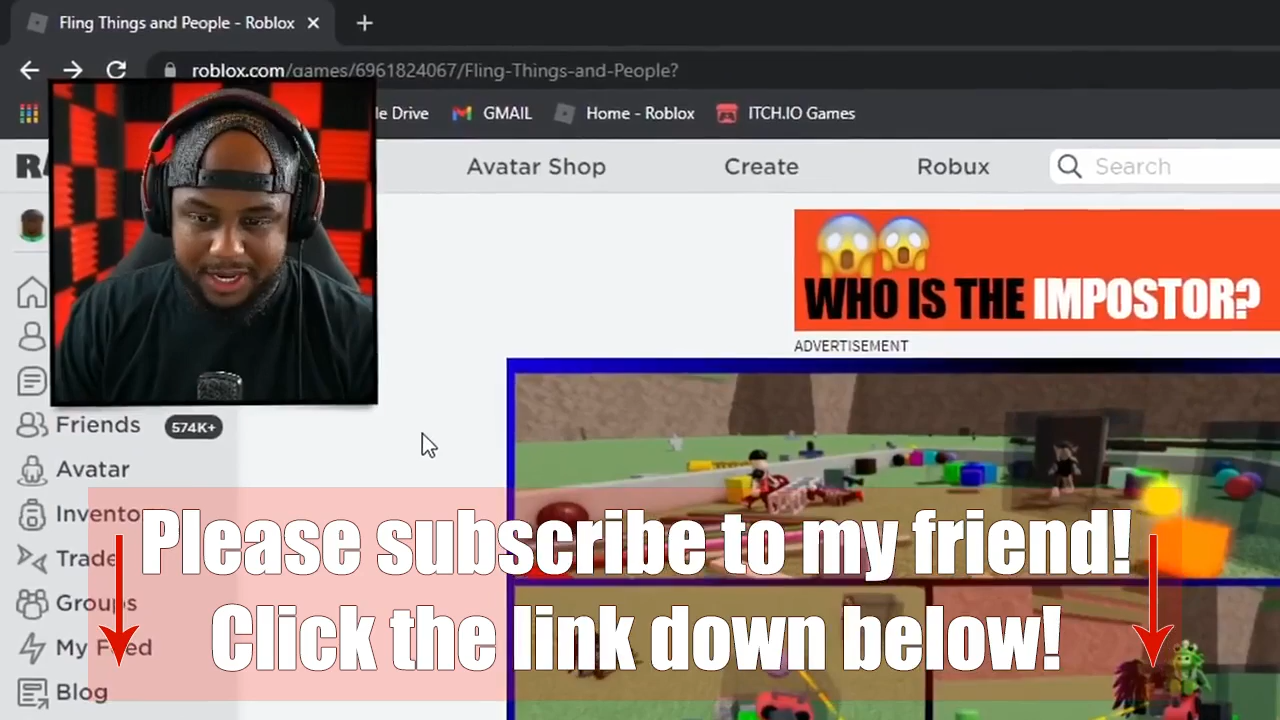 Fling Things and People - Roblox
roblox.com/games/6961824067/Fling-Things-and-People?
le Drive
GMAIL
Home - Roblox
ITCH.IO Games
Avatar Shop
Create
Robux
Search
WHO IS THE IMPOSTOR?
ADVERTISEMENT
Friends 574K+
Avatar
Invento
Trade
Groups
My Feed
Blog
Please subscribe to my friend!
Click the link down below!